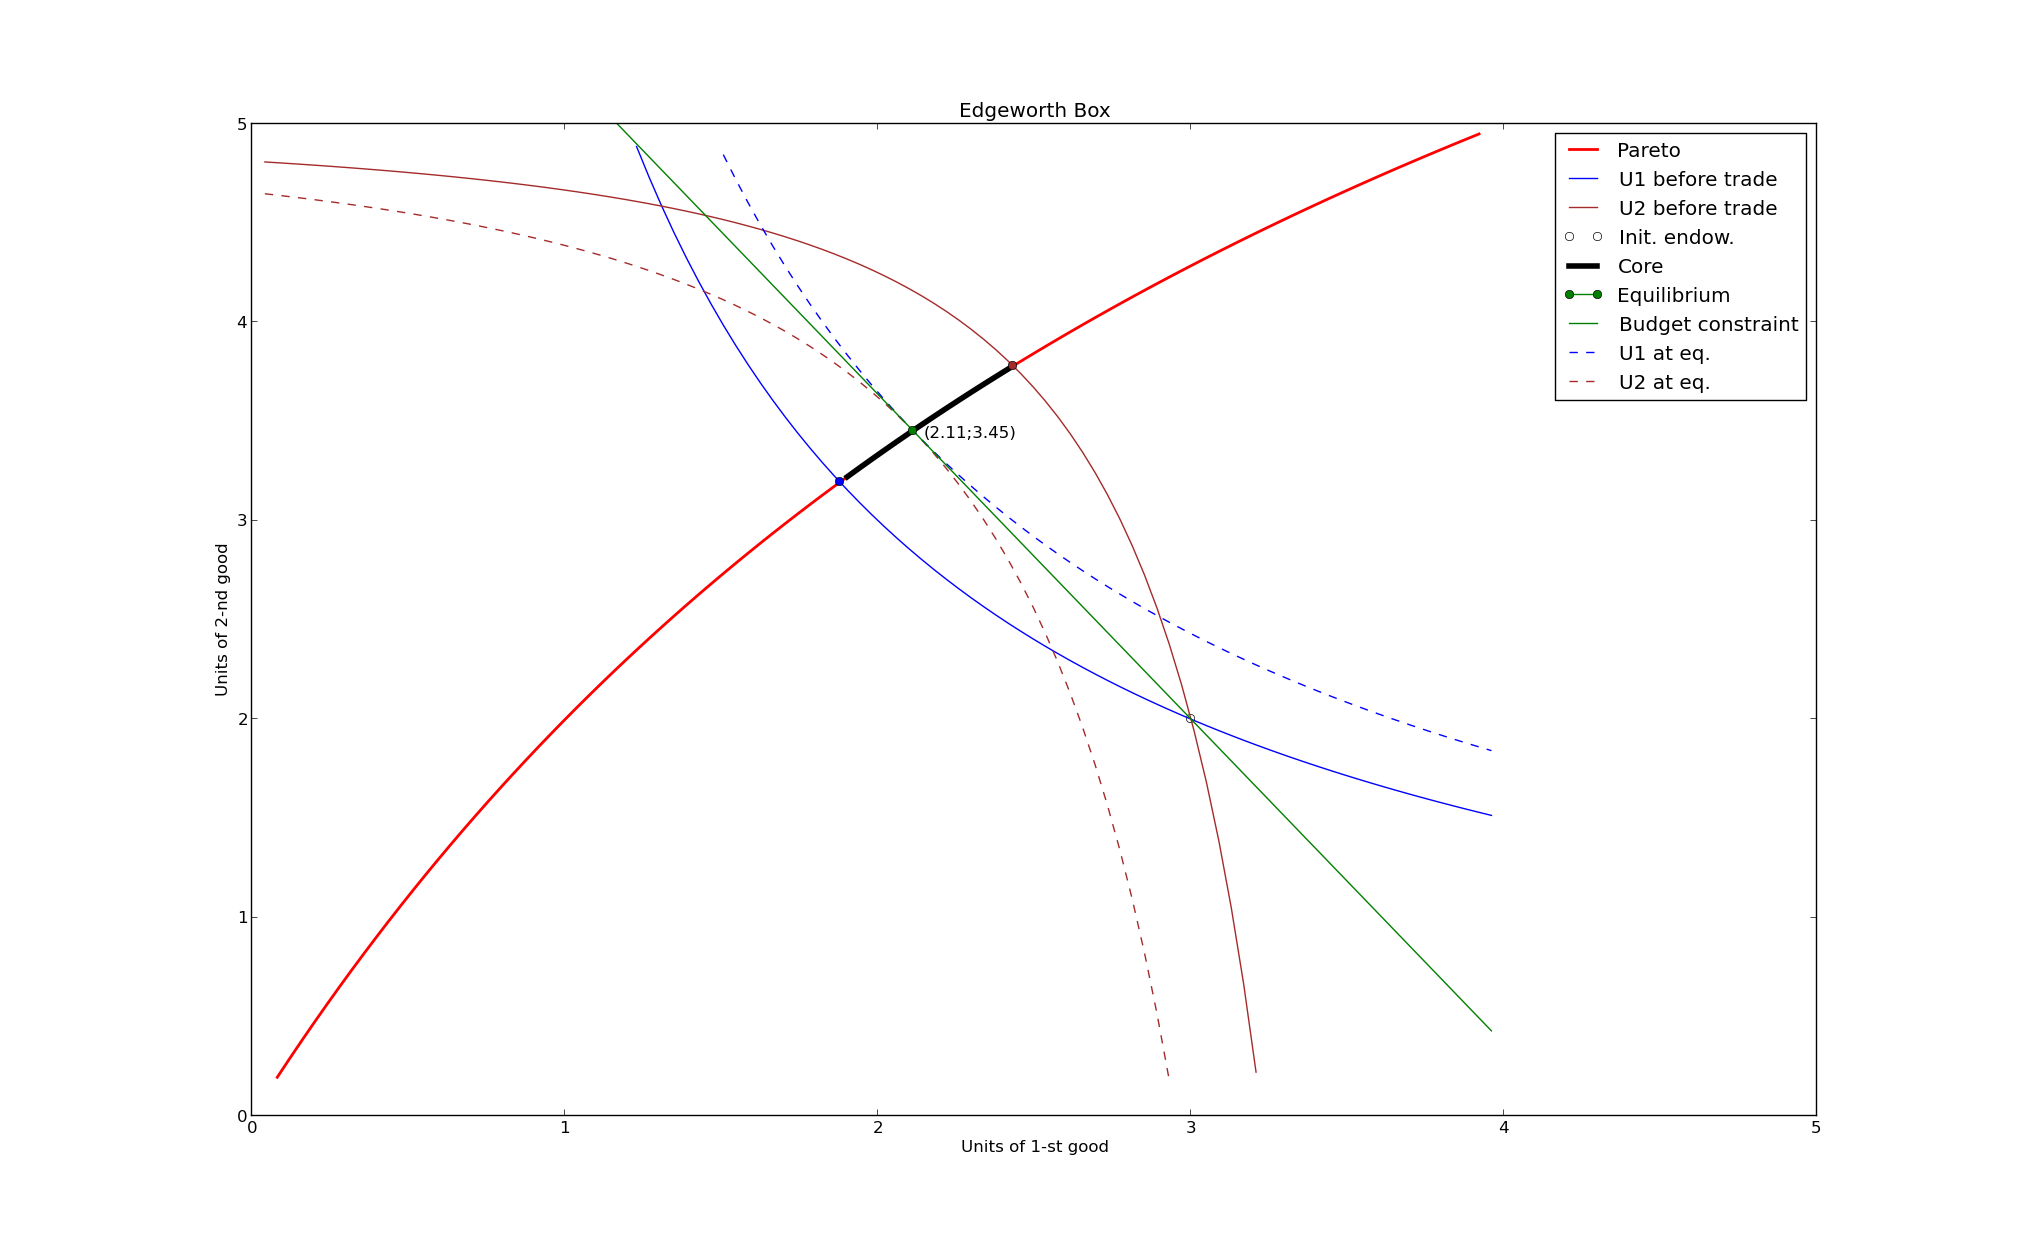 Edgeworth Box
5
4
3
2
1
0
Units of 2-nd good
0 1 2 3 4 5
Units of 1-st good
(2.11;3.45)
Pareto
U1 before trade
U2 before trade
Init. endow.
Core
Equilibrium
Budget constraint
U1 at eq.
U2 at eq.